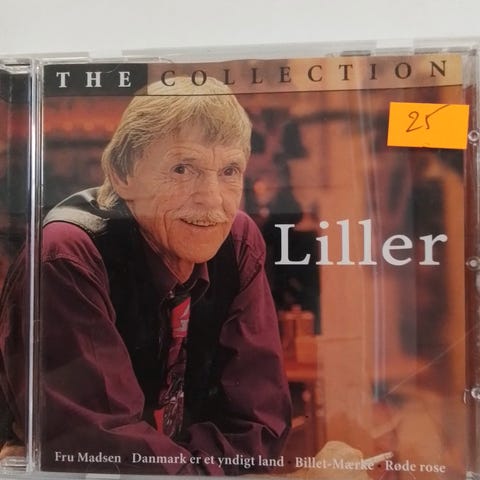 THE COLLECTION
25
Liller
Fru Madsen Danmark er et yndigt land · Billet-Mærke · Røde rose